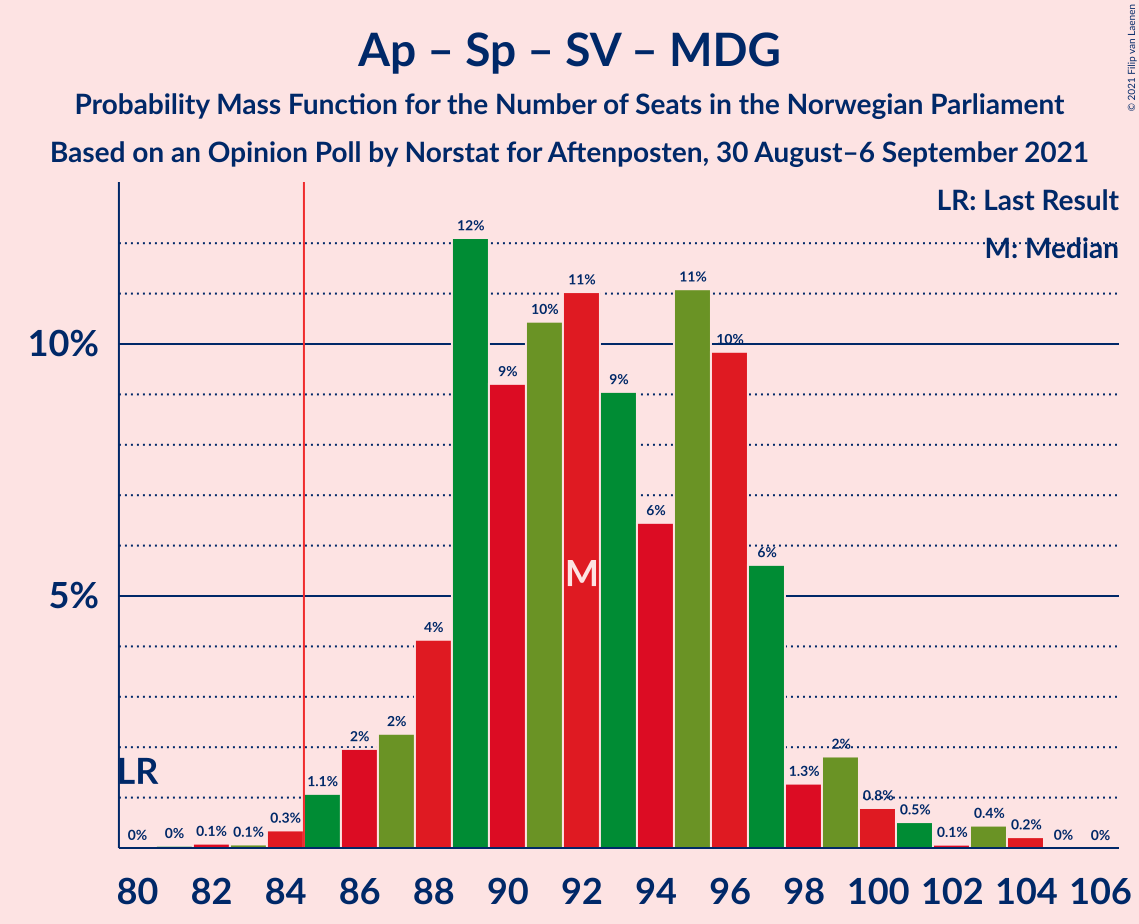 Ap – Sp – SV – MDG
Probability Mass Function for the Number of Seats in the Norwegian Parliament
Based on an Opinion Poll by Norstat for Aftenposten, 30 August–6 September 2021
© 2021 Filip van Laenen
LR: Last Result
M: Median
10%
5%
LR
M
0% 0% 0.1% 0.1% 0.3% 1.1% 2% 2% 4% 12% 9% 10% 11% 9% 6% 11% 10% 6% 1.3% 2% 0.8% 0.5% 0.1% 0.4% 0.2% 0% 0%
80 82 84 86 88 90 92 94 96 98 100 102 104 106